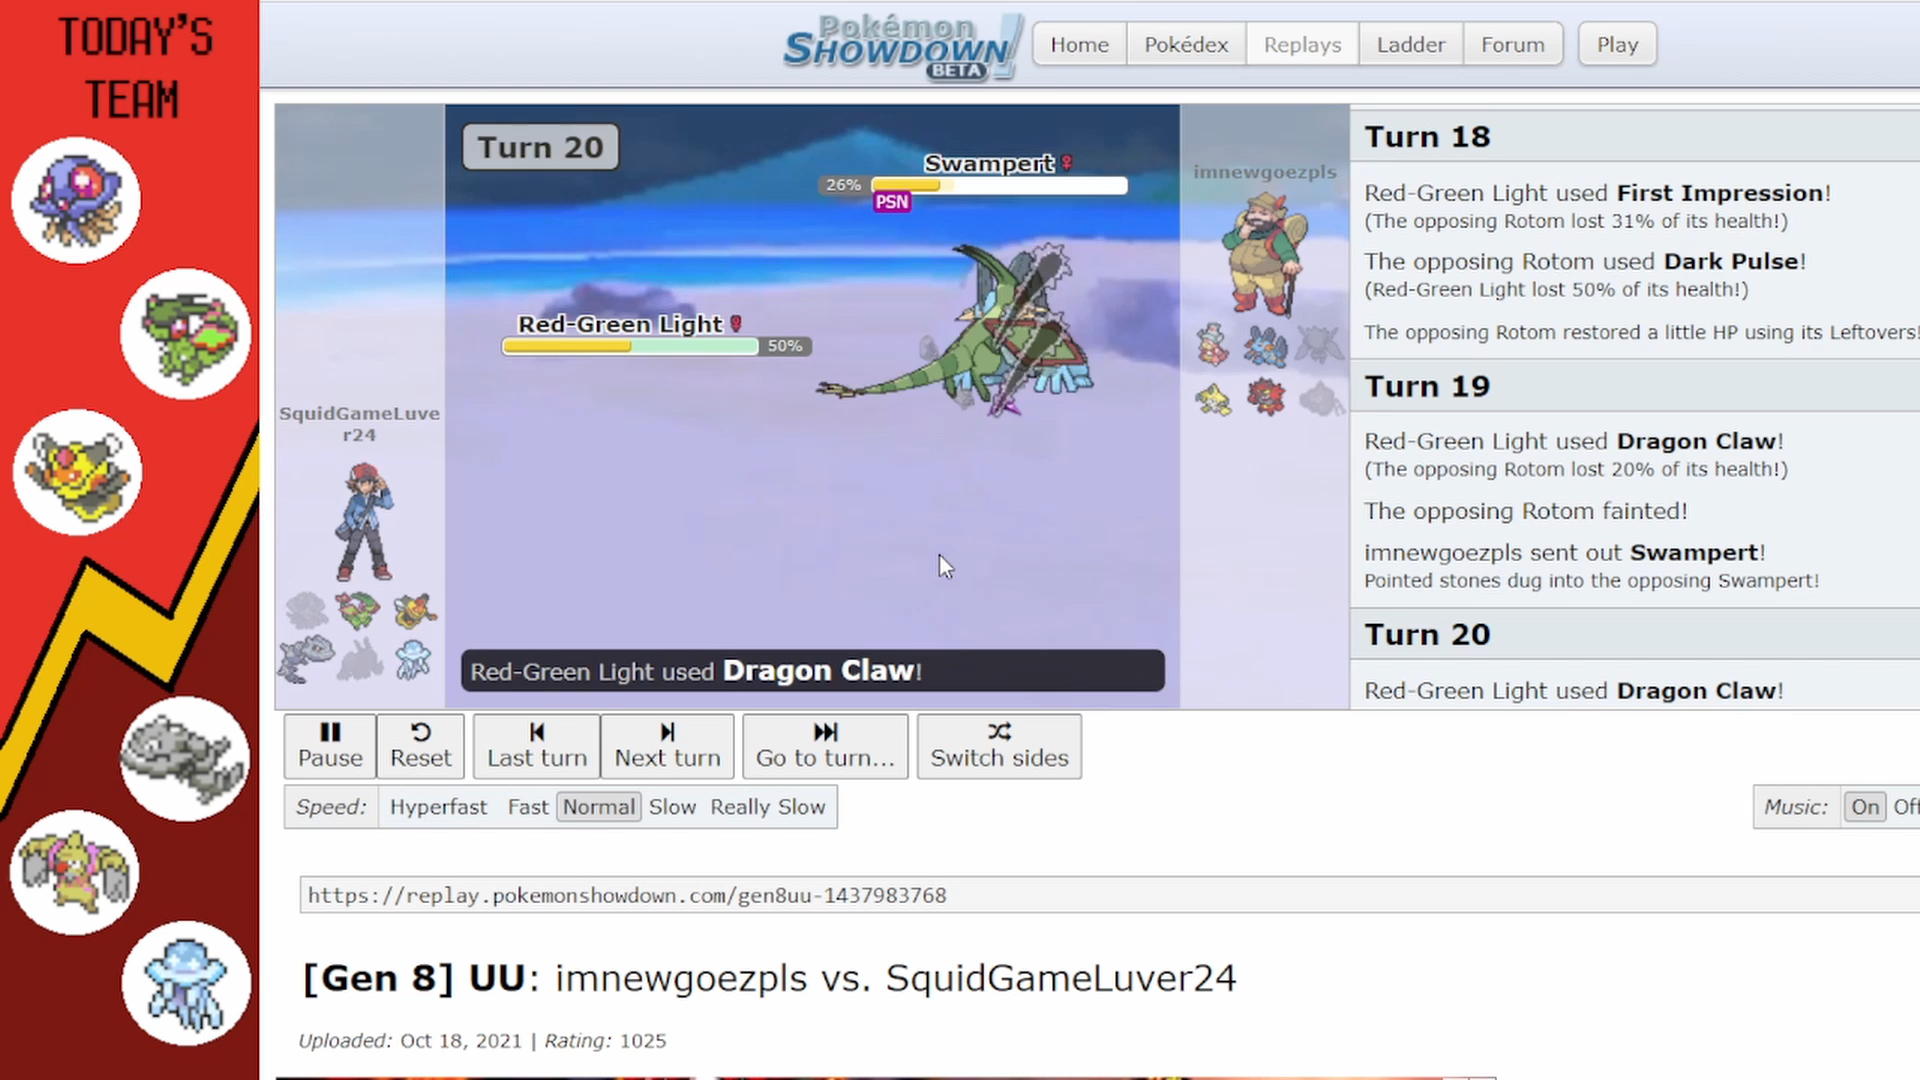 TODAY'S
TEAM
Pokémon
SHOWDOWN!
BETA
Home
Pokédex
Replays
Ladder
Forum
Play
Turn 20
Swampert
26%
PSN
Red-Green Light
50%
SquidGameLuve
r24
imnewgoezpls
Red-Green Light used Dragon Claw!
Turn 18
Red-Green Light used First Impression!
(The opposing Rotom lost 31% of its health!)
The opposing Rotom used Dark Pulse!
(Red-Green Light lost 50% of its health!)
The opposing Rotom restored a little HP using its Leftovers!
Turn 19
Red-Green Light used Dragon Claw!
(The opposing Rotom lost 20% of its health!)
The opposing Rotom fainted!
imnewgoezpls sent out Swampert!
Pointed stones dug into the opposing Swampert!
Turn 20
Red-Green Light used Dragon Claw!
Pause
Reset
Last turn
Next turn
Go to turn...
Switch sides
Speed: Hyperfast Fast Normal Slow Really Slow
Music: On Off
https://replay.pokemonshowdown.com/gen8uu-1437983768
[Gen 8] UU: imnewgoezpls vs. SquidGameLuver24
Uploaded: Oct 18, 2021 | Rating: 1025